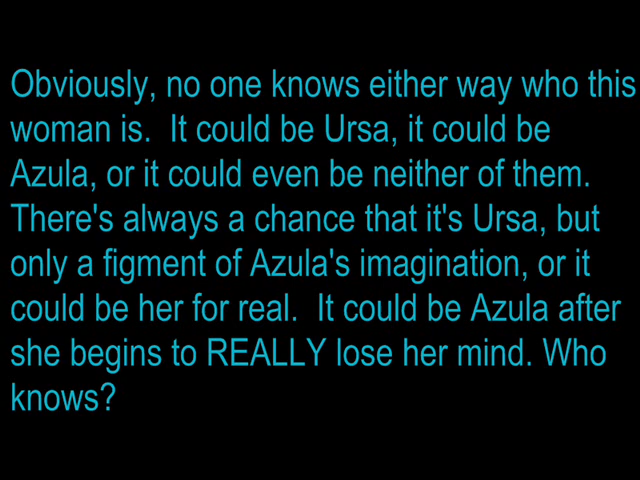 Obviously, no one knows either way who this
woman is.  It could be Ursa, it could be
Azula, or it could even be neither of them.
There's always a chance that it's Ursa, but
only a figment of Azula's imagination, or it
could be her for real.  It could be Azula after
she begins to REALLY lose her mind. Who
knows?